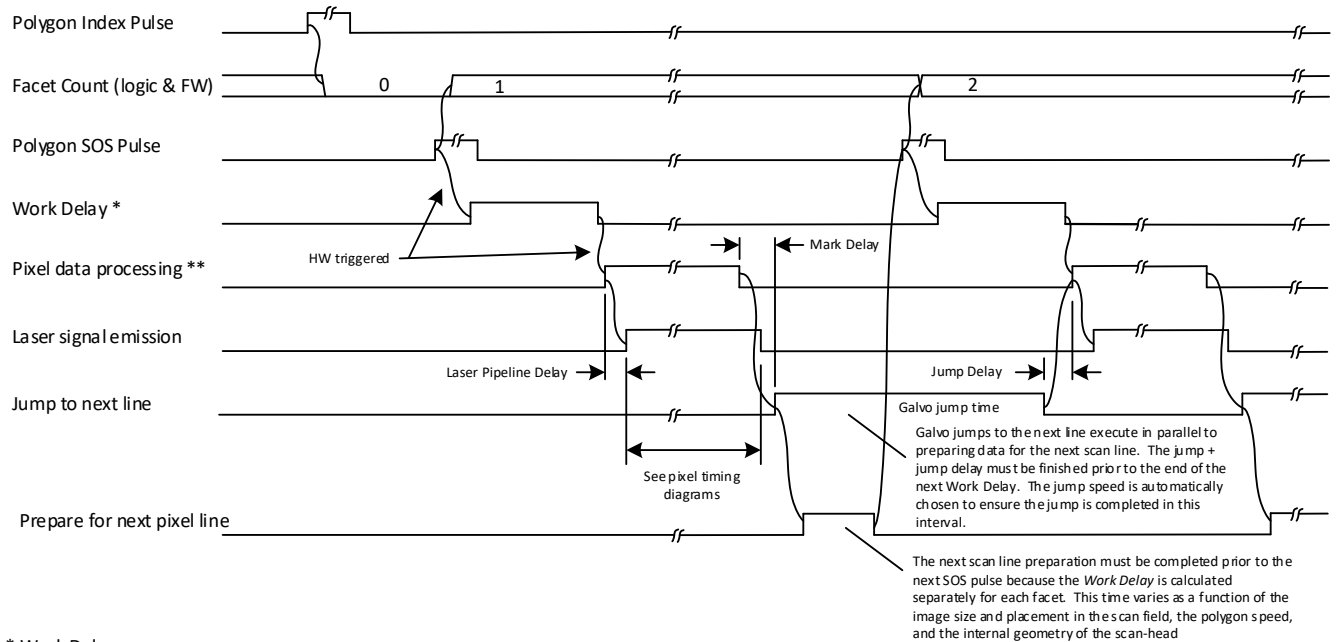 Polygon Index Pulse
Facet Count (logic & FW)
0
1
2
Polygon SOS Pulse
Work Delay *
HW triggered
Mark Delay
Pixel data processing **
Laser signal emission
Laser Pipeline Delay
Jump Delay
Jump to next line
Galvo jump time
Galvo jumps to the next line execute in parallel to
preparing data for the next scan line. The jump +
jump delay must be finished prior to the end of the
next Work Delay. The jump speed is automatically
chosen to ensure the jump is completed in this
interval.
See pixel timing
diagrams
Prepare for next pixel line
The next scan line preparation must be completed prior to the
next SOS pulse because the Work Delay is calculated
separately for each facet. This time varies as a function of the
image size and placement in the scan field, the polygon speed,
and the internal geometry of the scan-head